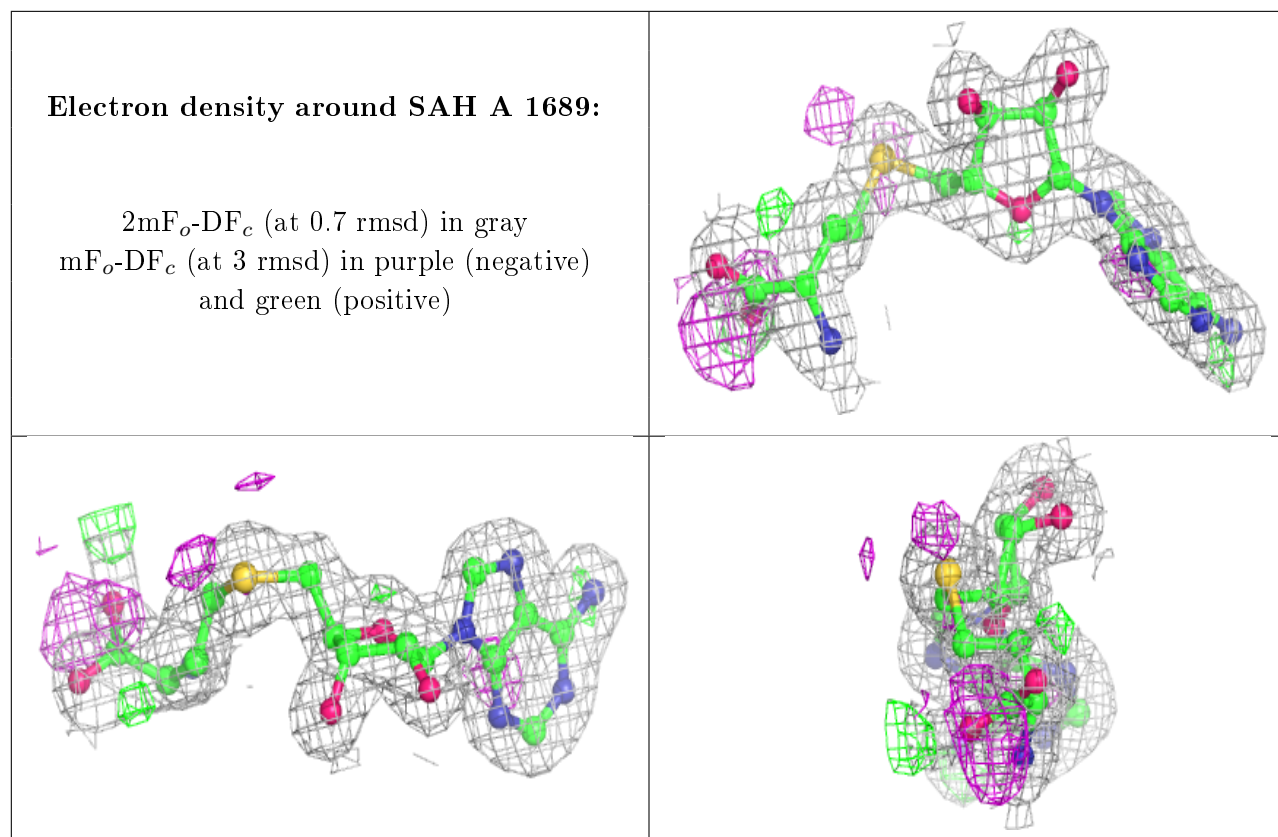 Electron density around SAH A 1689:
2mFₒ-DF𝒸 (at 0.7 rmsd) in gray
mFₒ-DF𝒸 (at 3 rmsd) in purple (negative)
and green (positive)